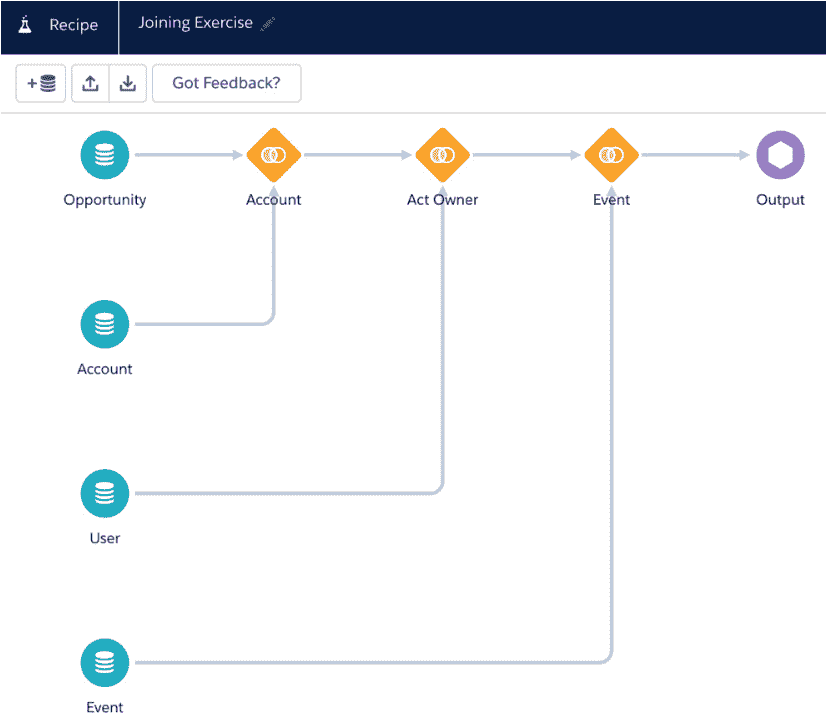 Recipe
Joining Exercise
+
Got Feedback?
Opportunity
Account
Act Owner
Event
Output
Account
User
Event